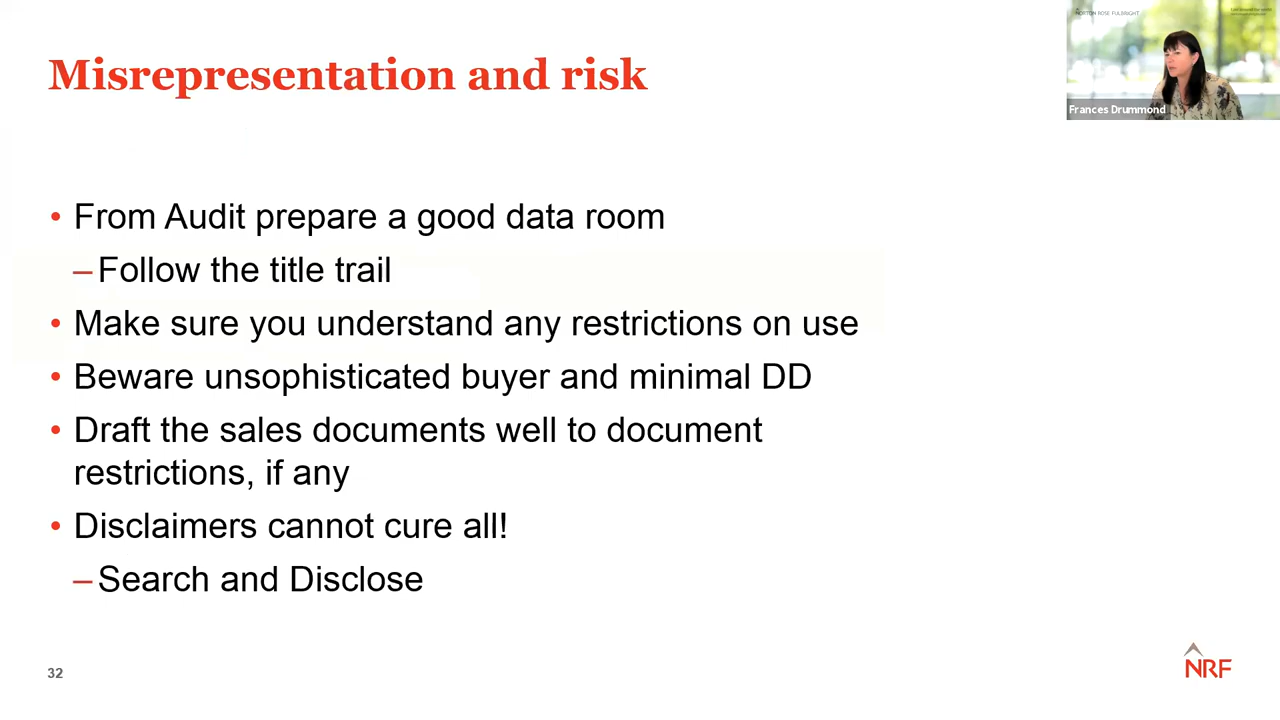 Misrepresentation and risk
NORTON ROSE FULBRIGHT
Frances Drummond
• From Audit prepare a good data room
– Follow the title trail
• Make sure you understand any restrictions on use
• Beware unsophisticated buyer and minimal DD
• Draft the sales documents well to document
restrictions, if any
• Disclaimers cannot cure all!
– Search and Disclose
32
NRF